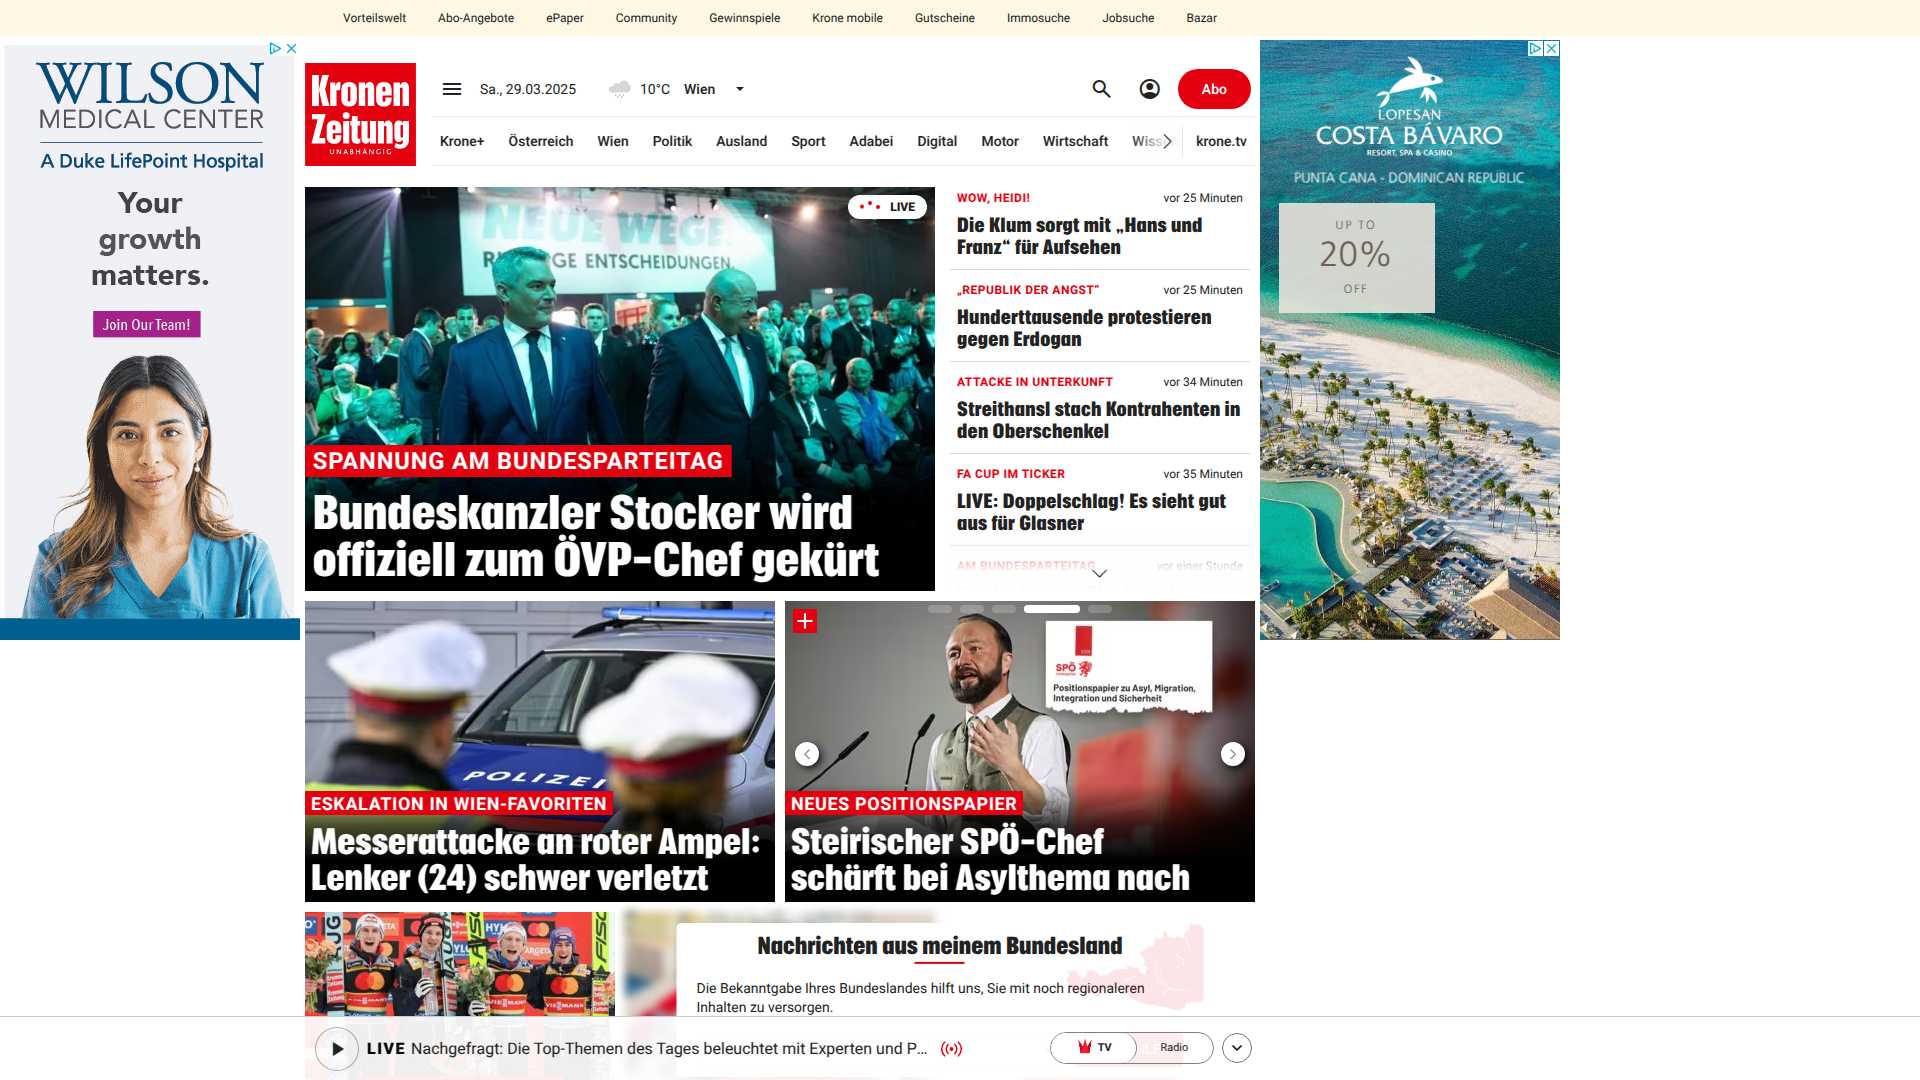 Vorteilswelt Abo-Angebote ePaper Community Gewinnspiele Krone mobile Gutscheine Immosuche Jobsuche Bazar
WILSON
MEDICAL CENTER
A Duke LifePoint Hospital
Your
growth
matters.
Join Our Team!
Kronen
Zeitung
UNABHÄNGIG
Sa., 29.03.2025 10°C Wien
Abo
Krone+ Österreich Wien Politik Ausland Sport Adabei Digital Motor Wirtschaft Wiss krone.tv
NEUE WEGE.
ENTSCHEIDUNGEN.
LIVE
SPANNUNG AM BUNDESPARTEITAG
Bundeskanzler Stocker wird
offiziell zum ÖVP-Chef gekürt
WOW, HEIDI! vor 25 Minuten
Die Klum sorgt mit „Hans und
Franz“ für Aufsehen
„REPUBLIK DER ANGST“ vor 25 Minuten
Hunderttausende protestieren
gegen Erdogan
ATTACKE IN UNTERKUNFT vor 34 Minuten
Streithansl stach Kontrahenten in
den Oberschenkel
FA CUP IM TICKER vor 35 Minuten
LIVE: Doppelschlag! Es sieht gut
aus für Glasner
AM BUNDESPARTEITAG vor einer Stunde
LOPESAN
COSTA BÁVARO
RESORT, SPA & CASINO
PUNTA CANA - DOMINICAN REPUBLIC
UP TO
20%
OFF
POLIZEI
ESKALATION IN WIEN-FAVORITEN
Messerattacke an roter Ampel:
Lenker (24) schwer verletzt
SPÖ
Positionspapier zu Asyl, Migration,
Integration und Sicherheit
NEUES POSITIONSPAPIER
Steirischer SPÖ-Chef
schärft bei Asylthema nach
Nachrichten aus meinem Bundesland
Die Bekanntgabe Ihres Bundeslandes hilft uns, Sie mit noch regionaleren
Inhalten zu versorgen.
LIVE Nachgefragt: Die Top-Themen des Tages beleuchtet mit Experten und P...
TV Radio